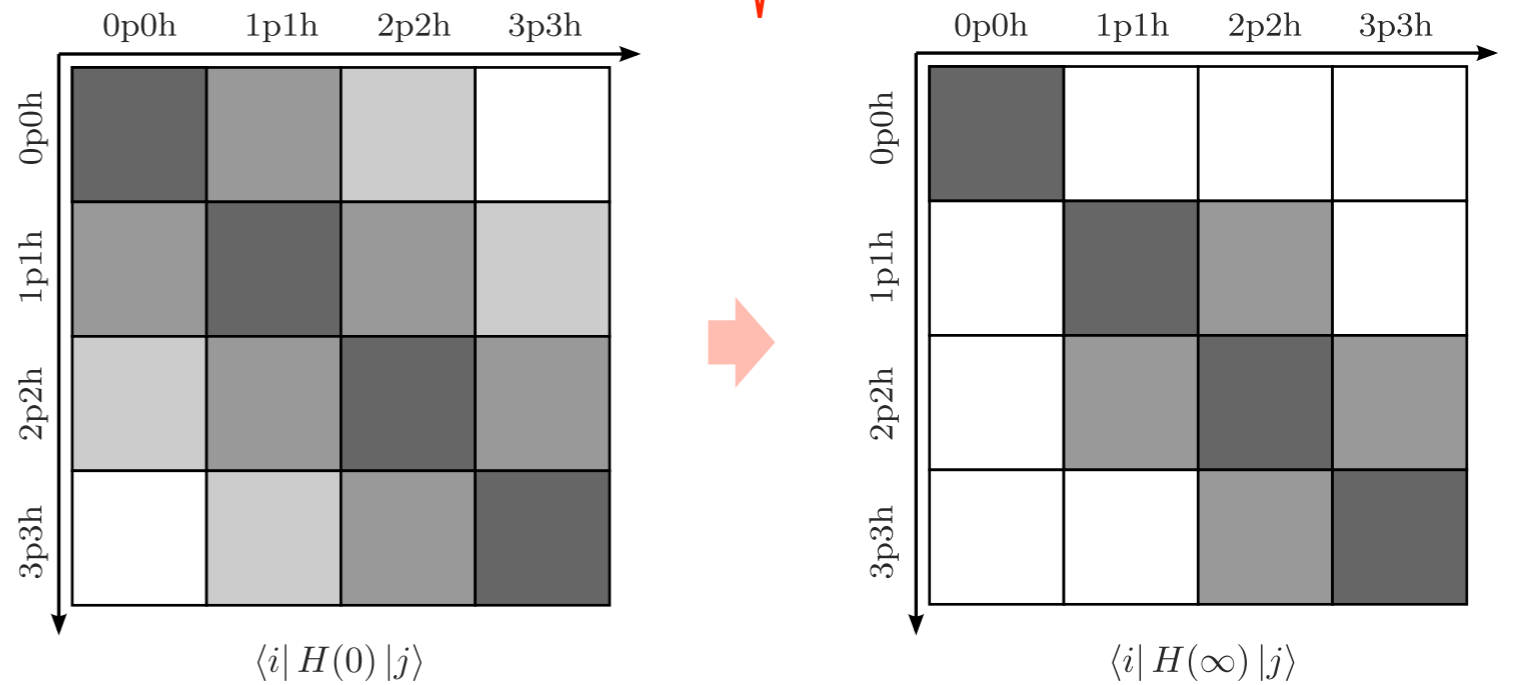 0p0h 1p1h 2p2h 3p3h
0p0h
1p1h
2p2h
3p3h
⟨i| H(0) |j⟩
0p0h 1p1h 2p2h 3p3h
0p0h
1p1h
2p2h
3p3h
⟨i| H(∞) |j⟩